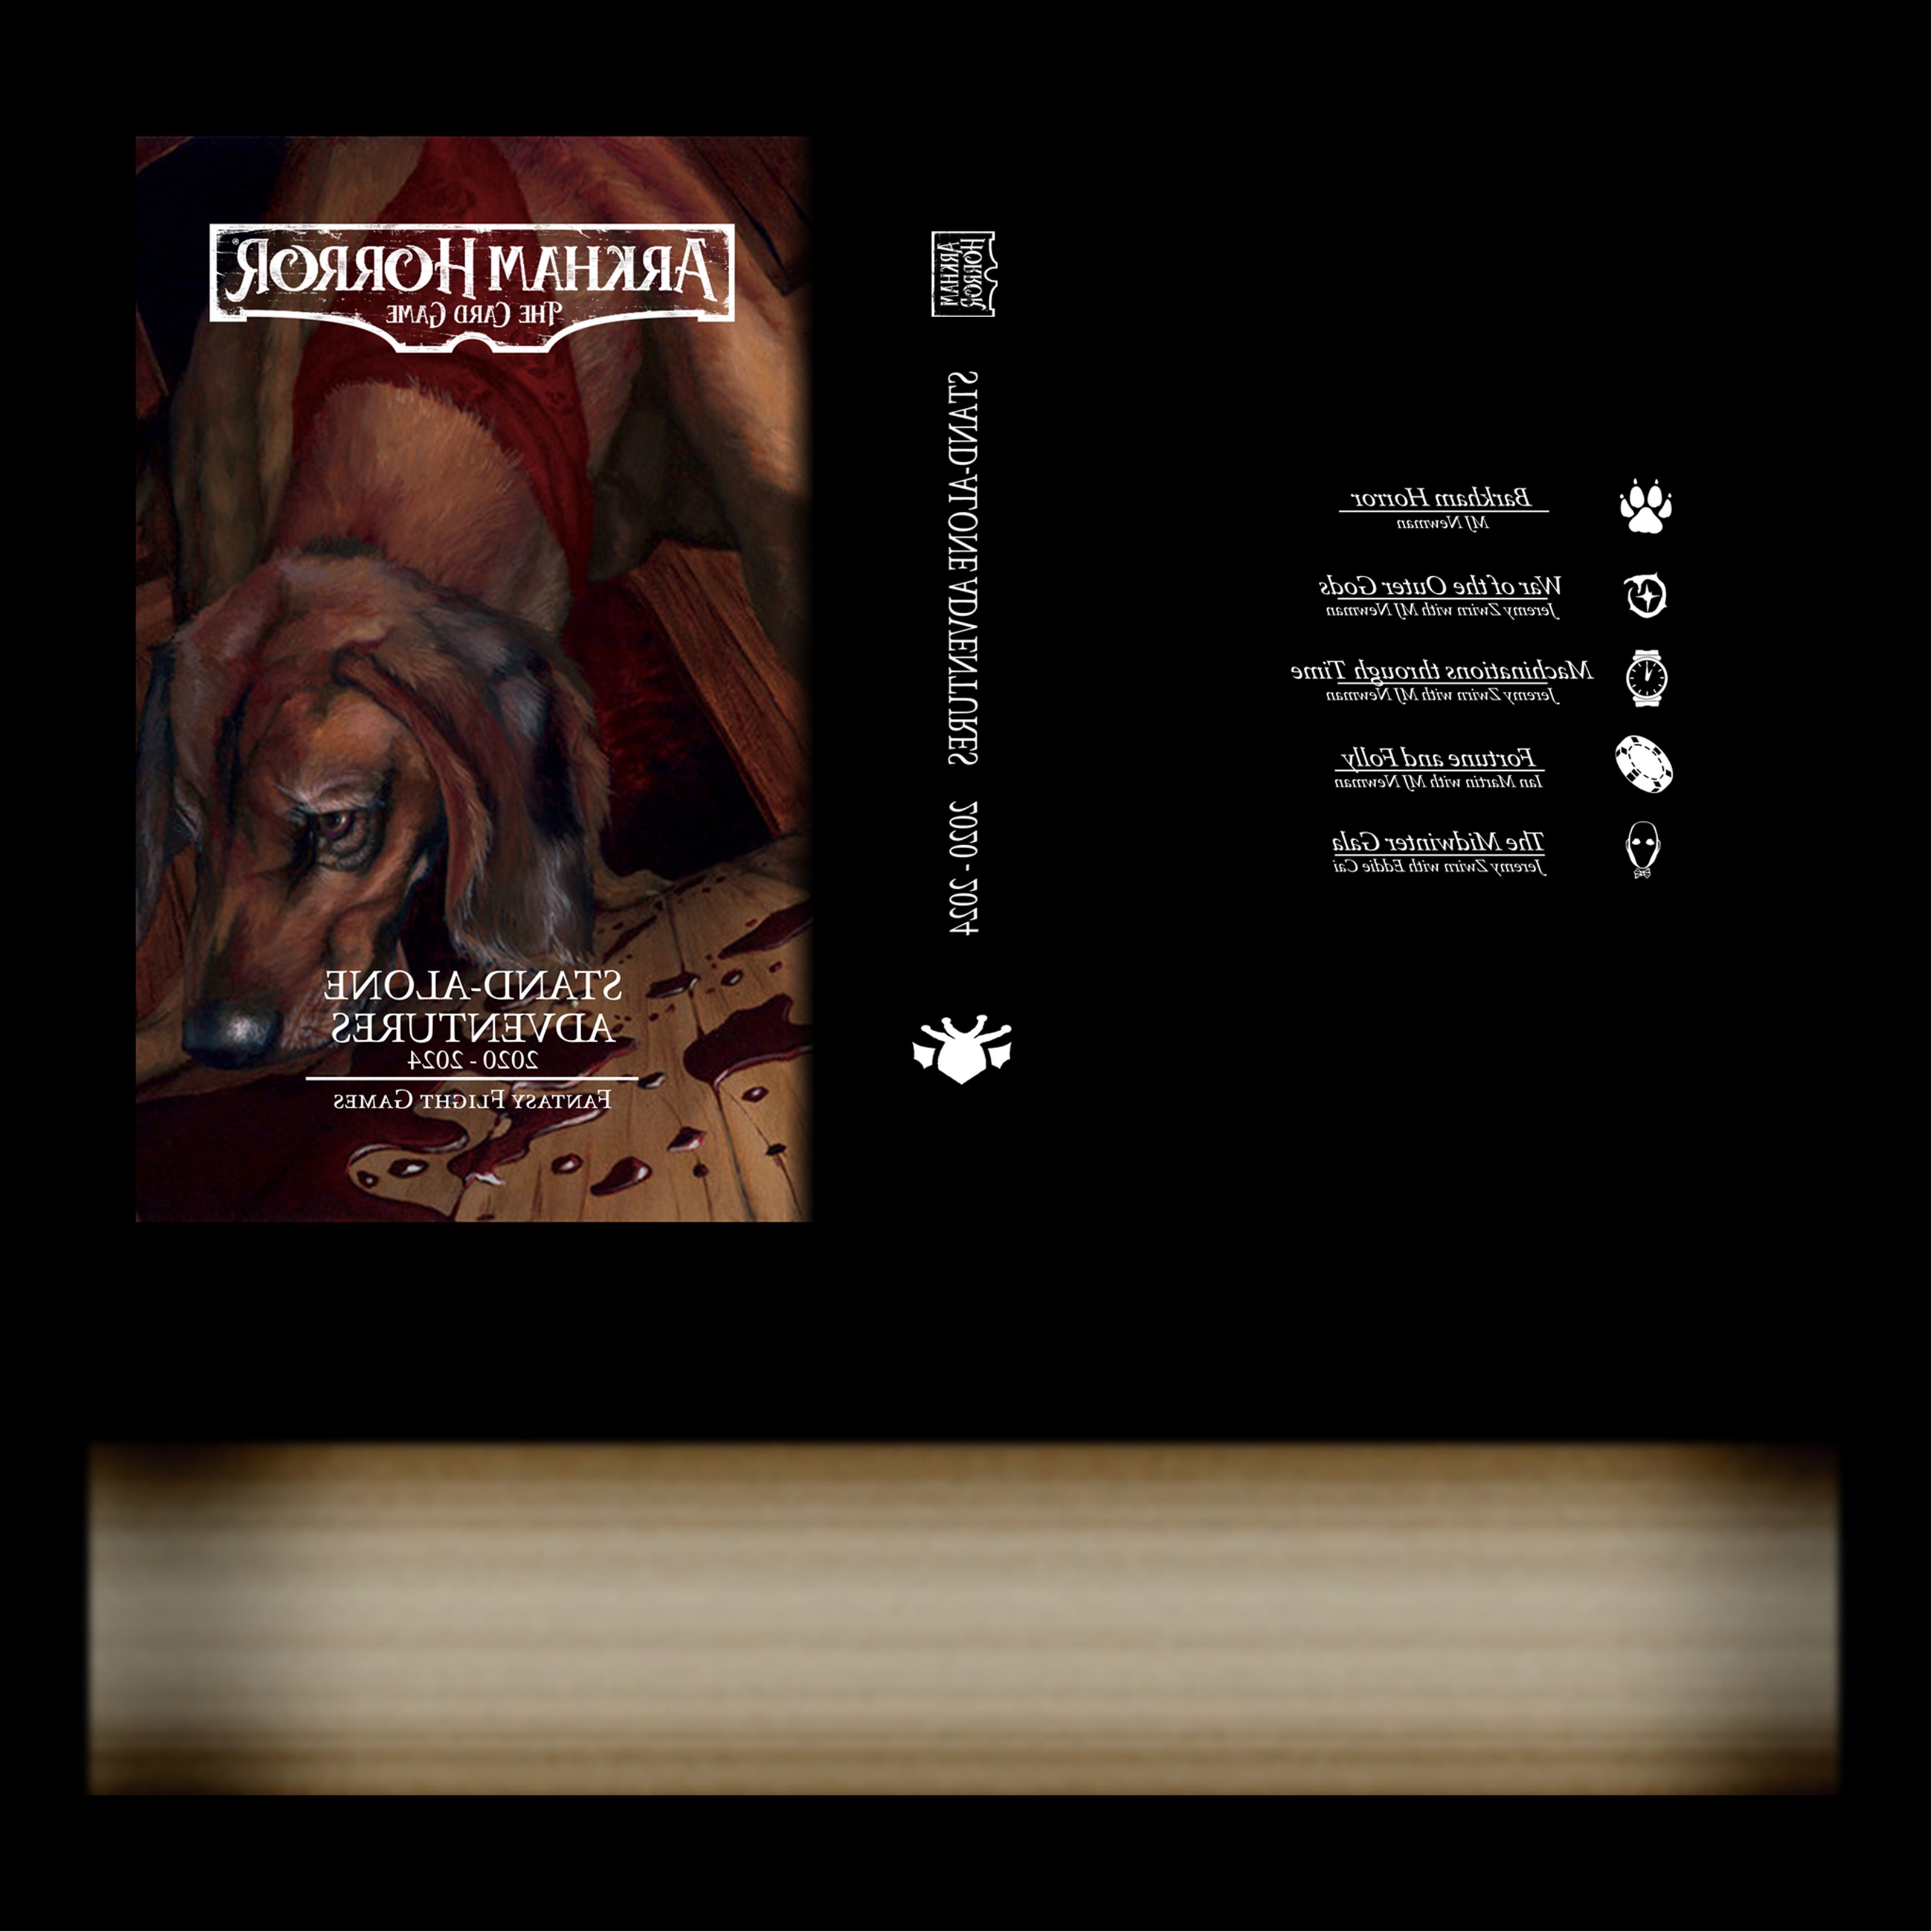 ARKHAM HORROR
THE CARD GAME
STAND-ALONE
ADVENTURES
2020 - 2024
FANTASY FLIGHT GAMES
ARKHAM
HORROR
STAND-ALONE ADVENTURES 2020 - 2024
Barkham Horror
MJ Newman
War of the Outer Gods
Jeremy Zwirn with MJ Newman
Machinations through Time
Jeremy Zwirn with MJ Newman
Fortune and Folly
Ian Martin with MJ Newman
The Midwinter Gala
Jeremy Zwirn with Eddie Cai